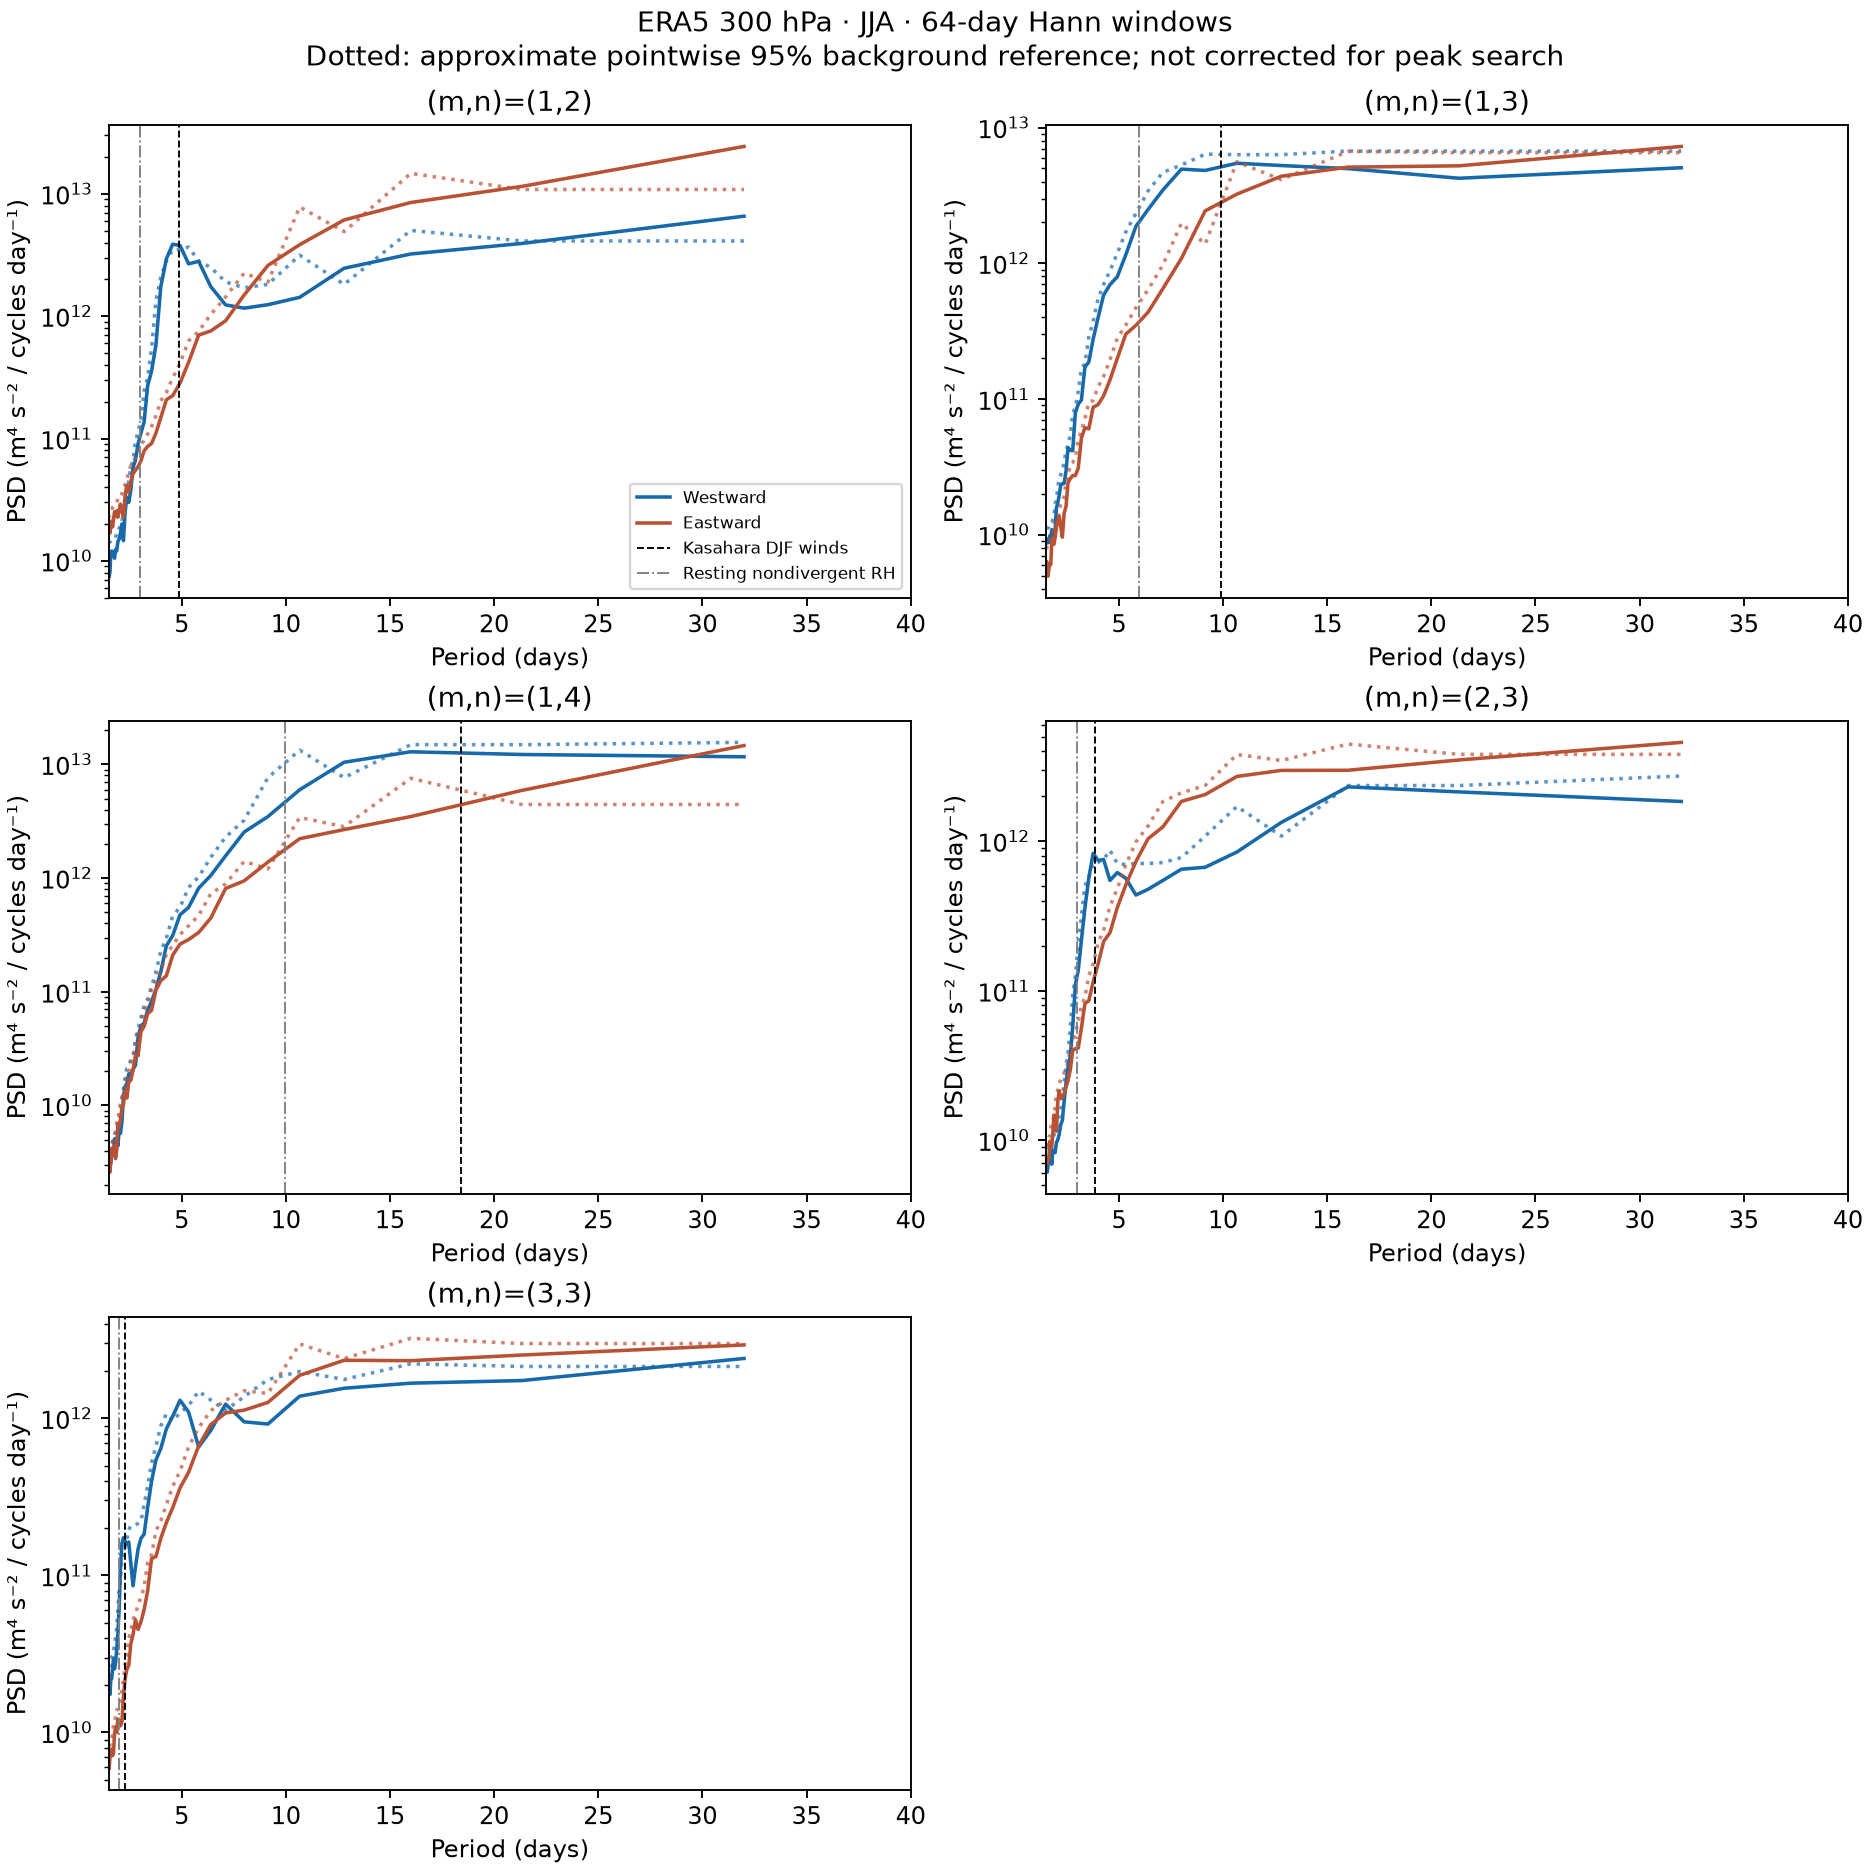 ERA5 300 hPa · JJA · 64-day Hann windows
Dotted: approximate pointwise 95% background reference; not corrected for peak search
(m,n)=(1,2)
PSD (m⁴ s⁻² / cycles day⁻¹)
10¹³
10¹²
10¹¹
10¹⁰
Westward
Eastward
Kasahara DJF winds
Resting nondivergent RH
5 10 15 20 25 30 35 40
Period (days)
(m,n)=(1,3)
PSD (m⁴ s⁻² / cycles day⁻¹)
10¹³
10¹²
10¹¹
10¹⁰
5 10 15 20 25 30 35 40
Period (days)
(m,n)=(1,4)
PSD (m⁴ s⁻² / cycles day⁻¹)
10¹³
10¹²
10¹¹
10¹⁰
5 10 15 20 25 30 35 40
Period (days)
(m,n)=(2,3)
PSD (m⁴ s⁻² / cycles day⁻¹)
10¹²
10¹¹
10¹⁰
5 10 15 20 25 30 35 40
Period (days)
(m,n)=(3,3)
PSD (m⁴ s⁻² / cycles day⁻¹)
10¹²
10¹¹
10¹⁰
5 10 15 20 25 30 35 40
Period (days)